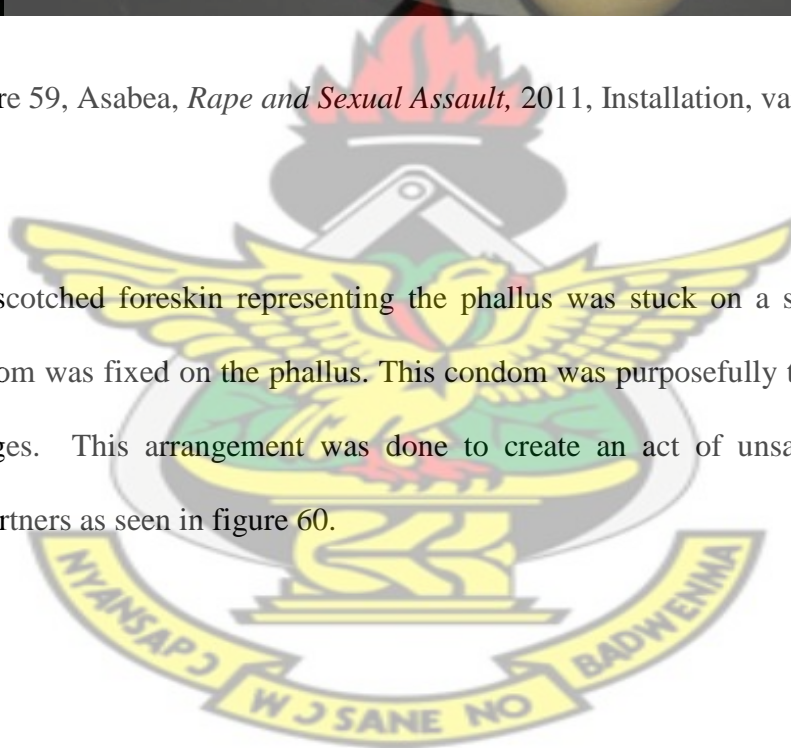 re 59, Asabea, Rape and Sexual Assault, 2011, Installation, va
scotched foreskin representing the phallus was stuck on a s
om was fixed on the phallus. This condom was purposefully t
ges. This arrangement was done to create an act of unsa
rtners as seen in figure 60.
NYANSAPƆ WƆSANE NO BADWENMA